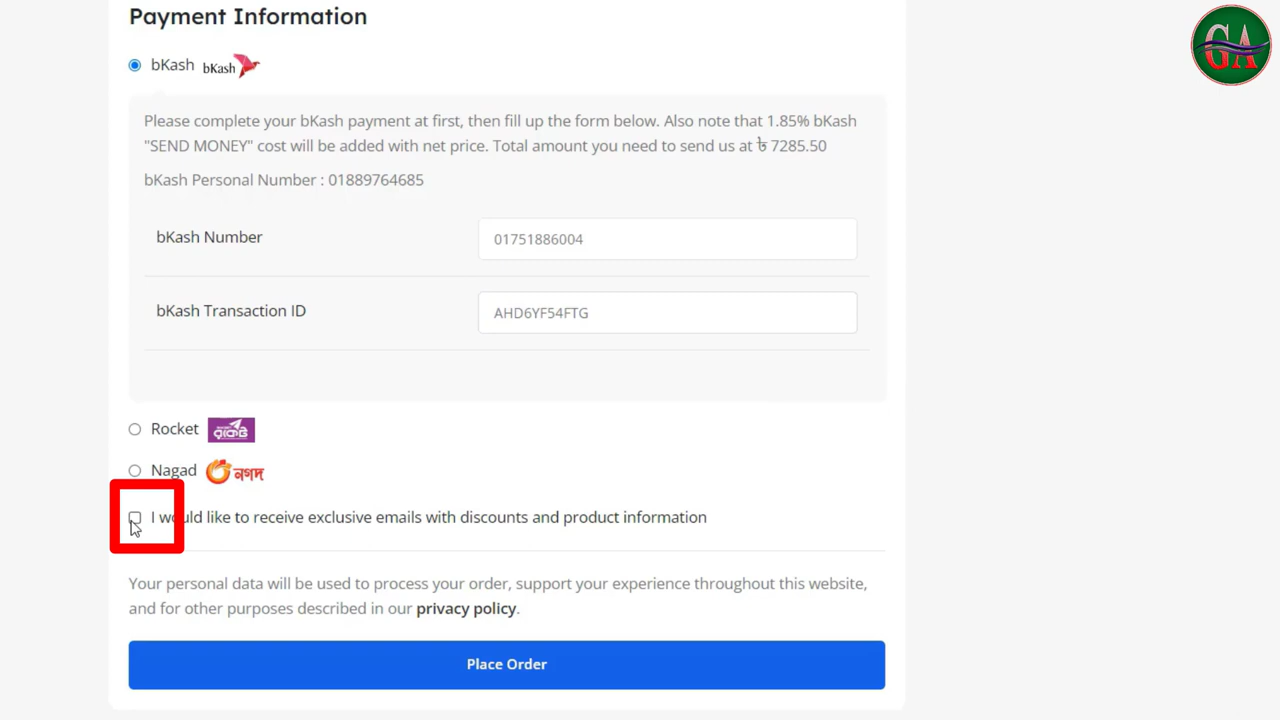 GA
Payment Information
bKash bKash
Please complete your bKash payment at first, then fill up the form below. Also note that 1.85% bKash
"SEND MONEY" cost will be added with net price. Total amount you need to send us at ৳ 7285.50
bKash Personal Number : 01889764685
bKash Number 01751886004
bKash Transaction ID AHD6YF54FTG
Rocket রকেট
Nagad নগদ
I would like to receive exclusive emails with discounts and product information
Your personal data will be used to process your order, support your experience throughout this website,
and for other purposes described in our privacy policy.
Place Order